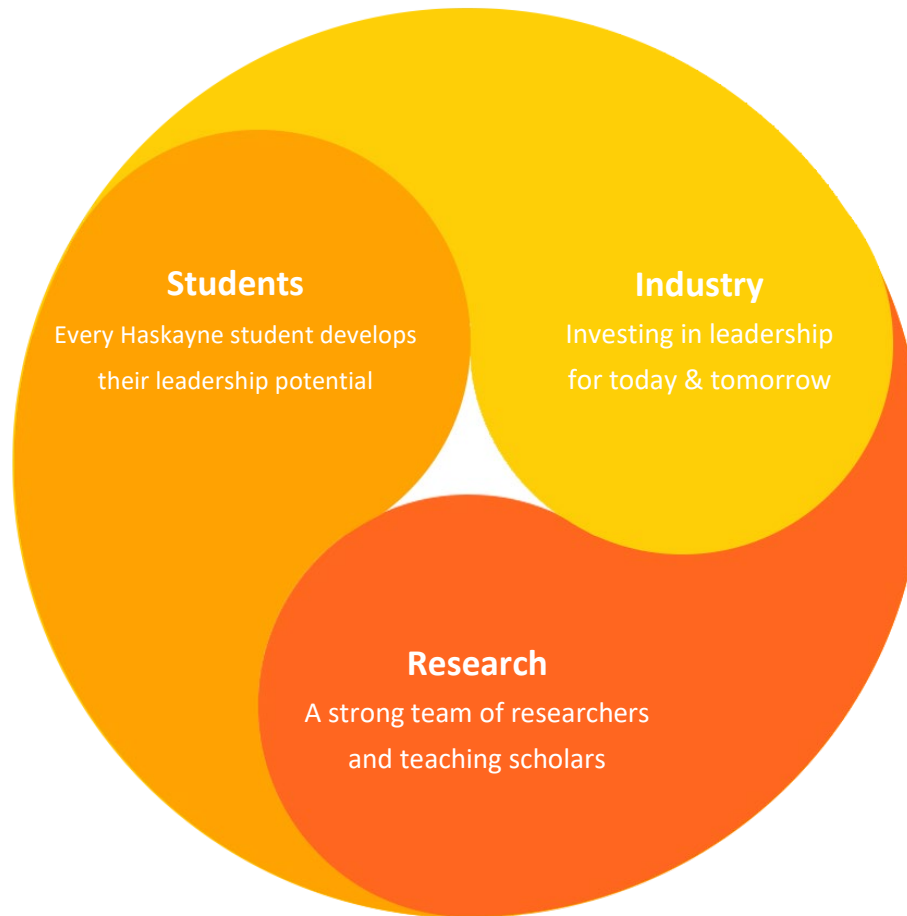 Students
Every Haskayne student develops
their leadership potential
Industry
Investing in leadership
for today & tomorrow
Research
A strong team of researchers
and teaching scholars